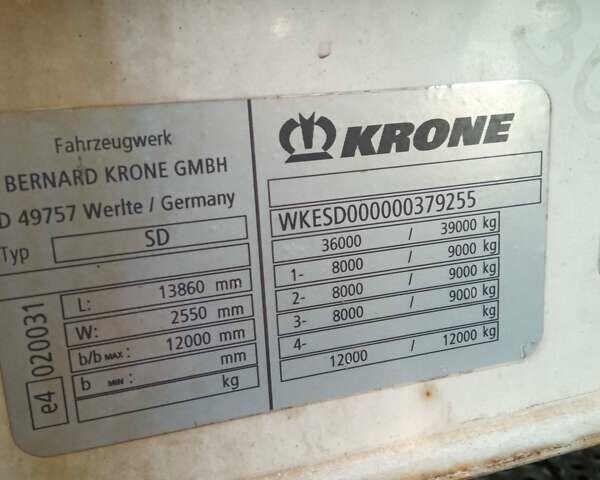 Fahrzeugwerk
BERNARD KRONE GMBH
D 49757 Werlte / Germany
Typ SD
e4 020031
L: 13860 mm
W: 2550 mm
b/b MAX: 12000 mm
b MIN: mm
kg
KRONE
WKESD000000379255
36000 / 39000 kg
1- 8000 / 9000 kg
2- 8000 / 9000 kg
3- 8000 / 9000 kg
4- kg
12000 / 12000 kg